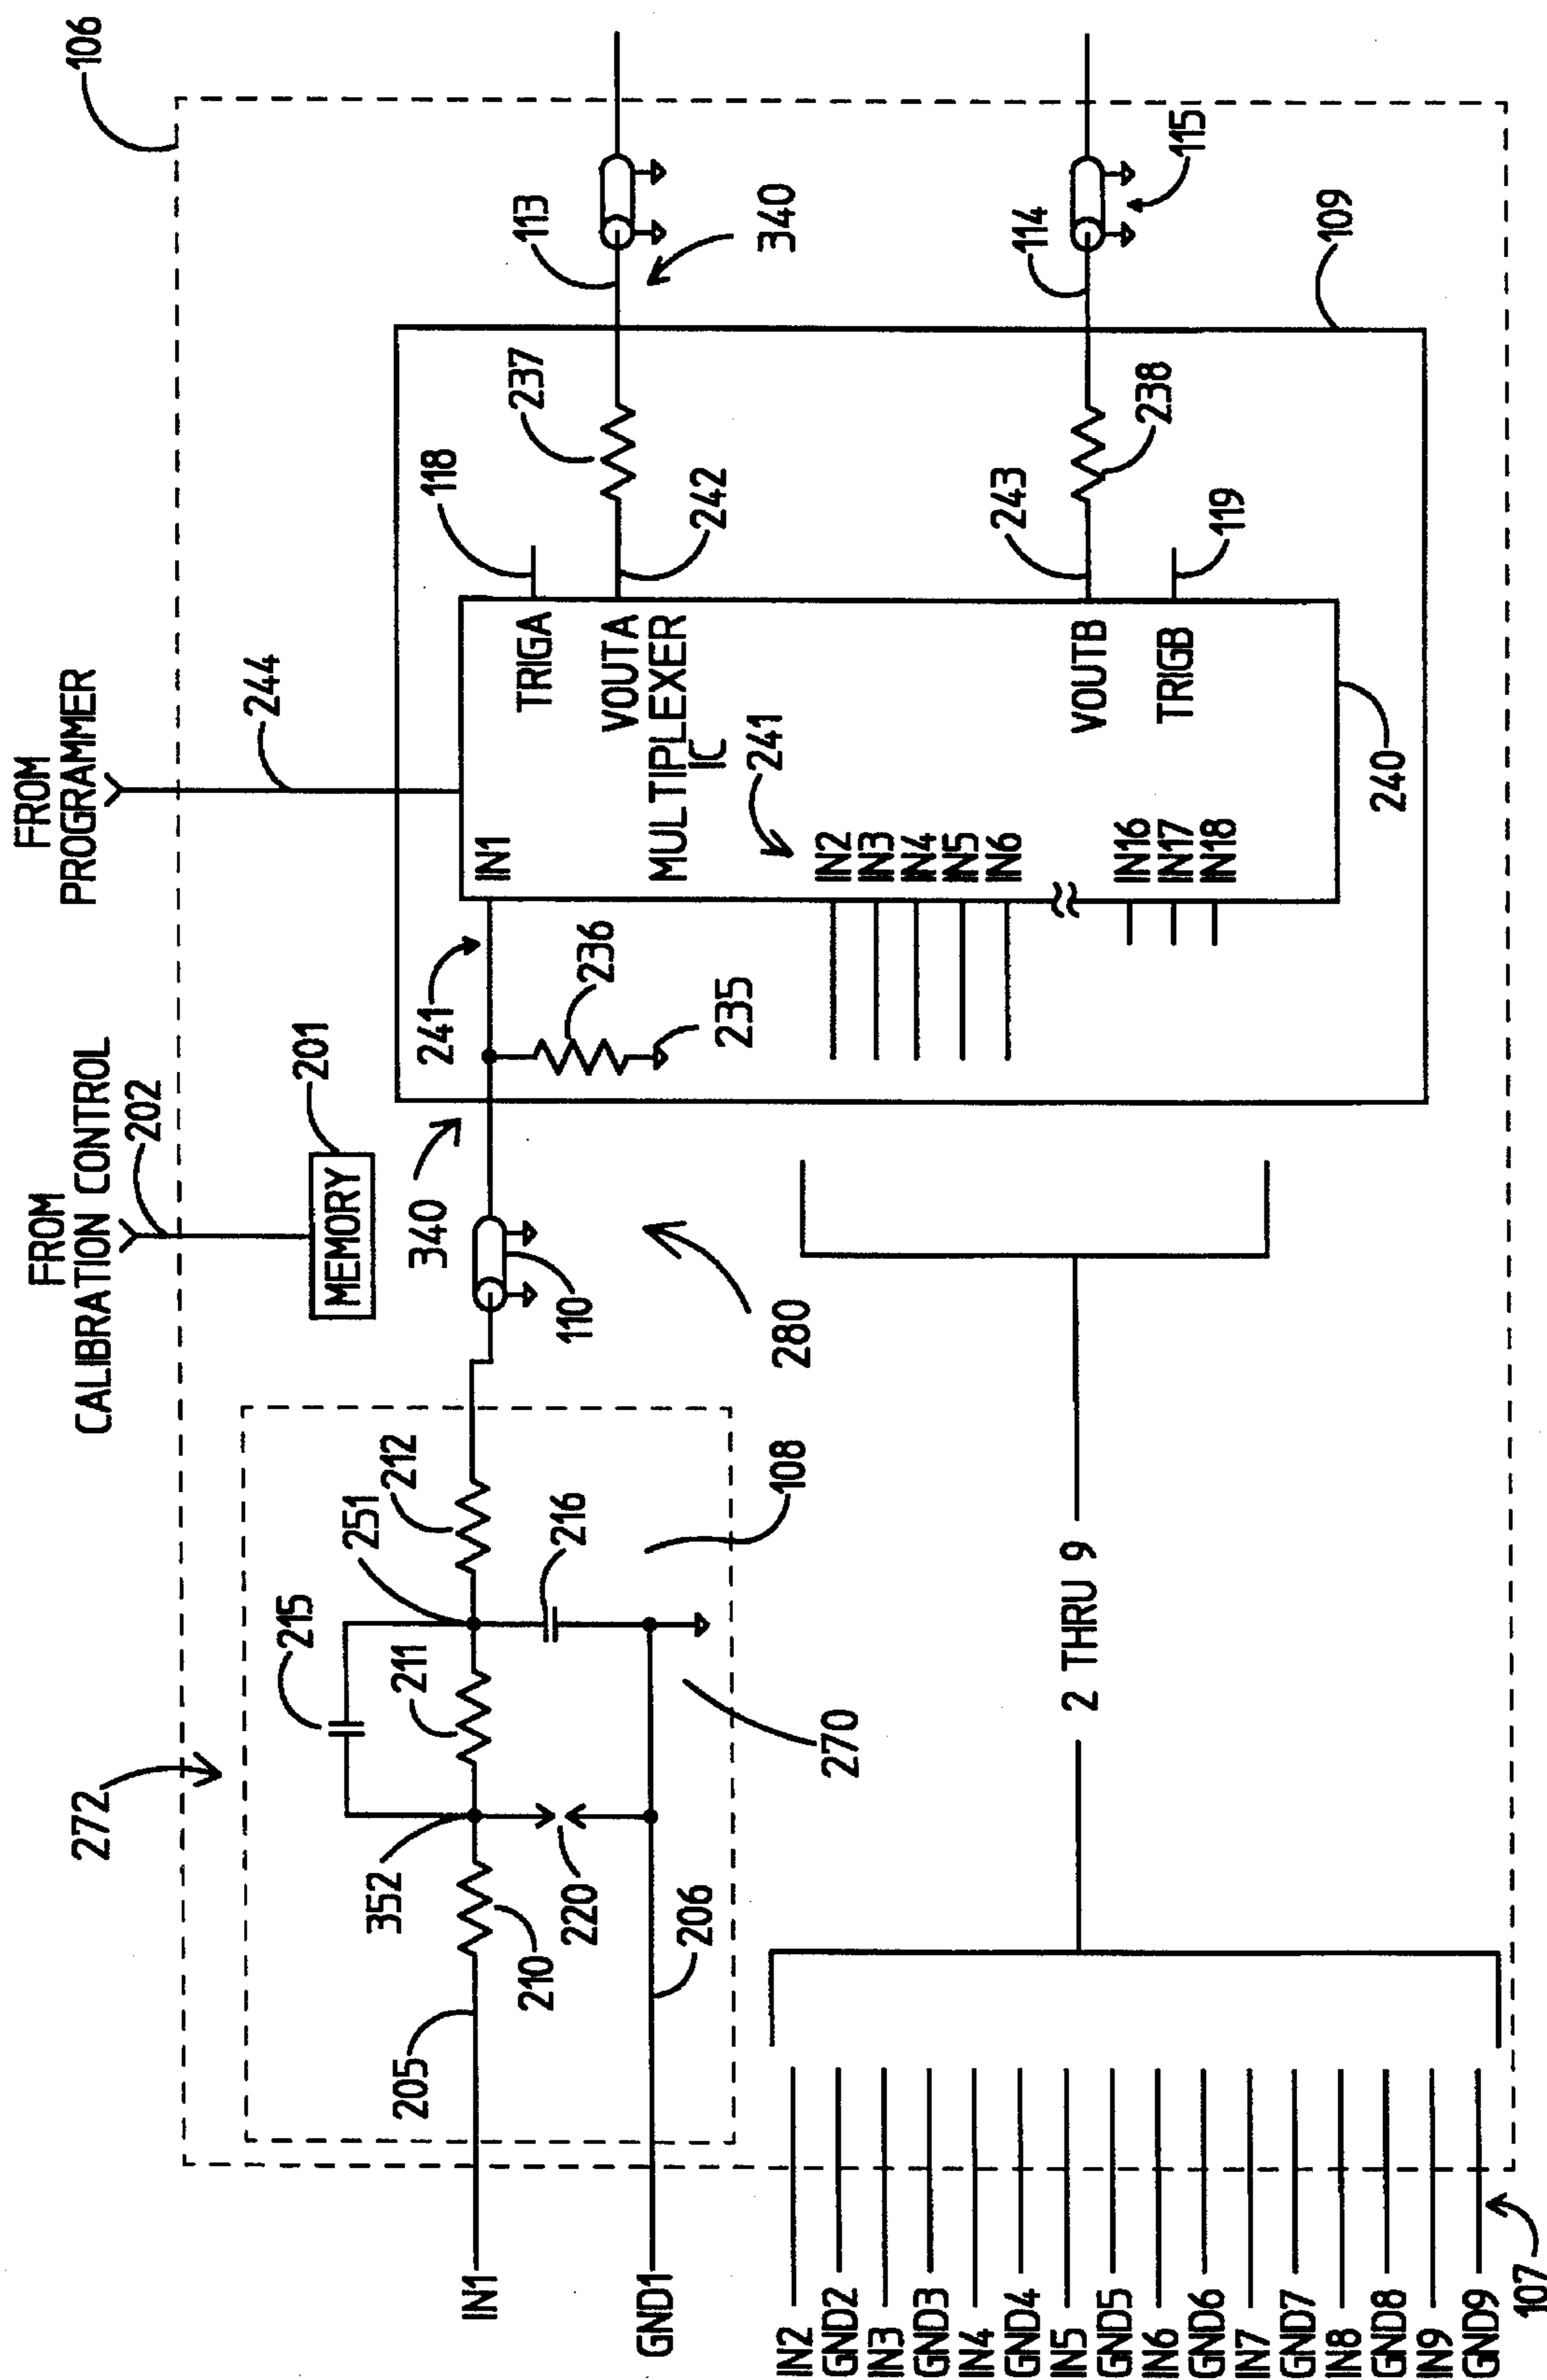 106
FROM
PROGRAMMER
244
FROM
CALIBRATION CONTROL
202
201
MEMORY
272
215
251
212
352
211
216
108
205
210
220
206
270
IN1
GND1
340
110
280
241
236
235
IN1
TRIGA
118
VOUTA
MULTIPLEXER
IC
241
242
237
113
340
IN2
IN3
IN4
IN5
IN6
IN16
IN17
IN18
VOUTB
TRIGB
243
238
114
115
119
240
109
2 THRU 9
IN2
GND2
IN3
GND3
IN4
GND4
IN5
GND5
IN6
GND6
IN7
GND7
IN8
GND8
IN9
GND9
107